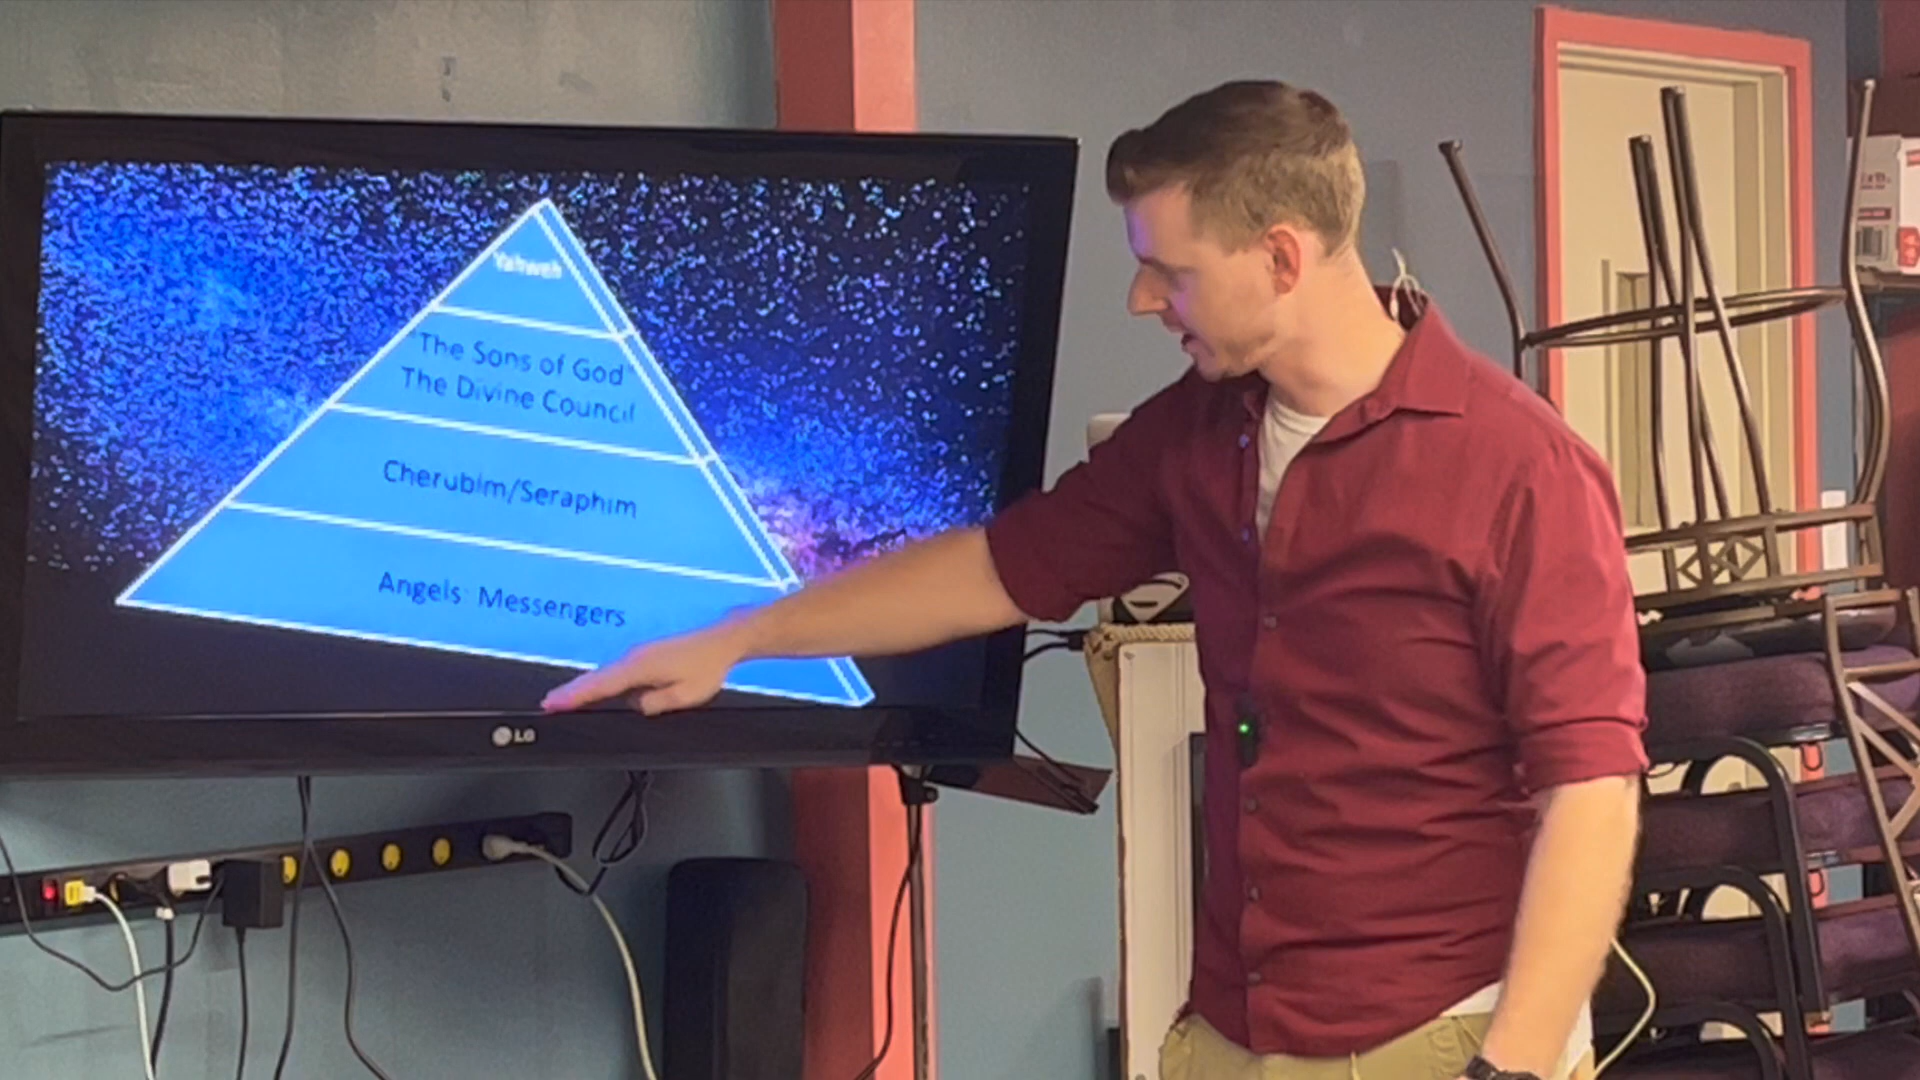 Yahweh
"The Sons of God"
The Divine Council
Cherubim/Seraphim
Angels: Messengers
LG